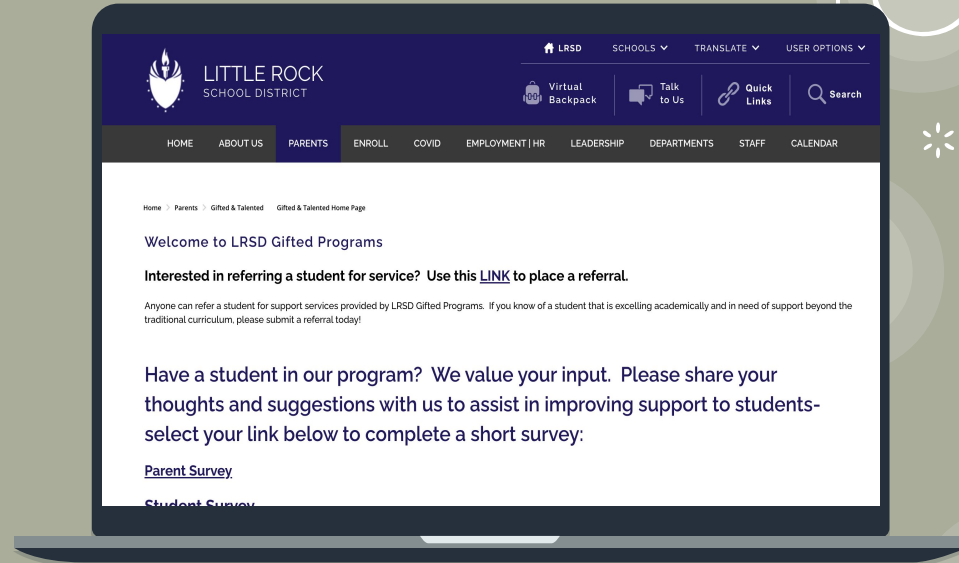 LRSD SCHOOLS TRANSLATE USER OPTIONS
LITTLE ROCK
SCHOOL DISTRICT
Virtual
Backpack
Talk
to Us
Quick
Links
Search
HOME ABOUT US PARENTS ENROLL COVID EMPLOYMENT | HR LEADERSHIP DEPARTMENTS STAFF CALENDAR
Home Parents Gifted & Talented Gifted & Talented Home Page
Welcome to LRSD Gifted Programs
Interested in referring a student for service? Use this LINK to place a referral.
Anyone can refer a student for support services provided by LRSD Gifted Programs. If you know of a student that is excelling academically and in need of support beyond the
traditional curriculum, please submit a referral today!
Have a student in our program? We value your input. Please share your
thoughts and suggestions with us to assist in improving support to students-
select your link below to complete a short survey:
Parent Survey
Student Survey